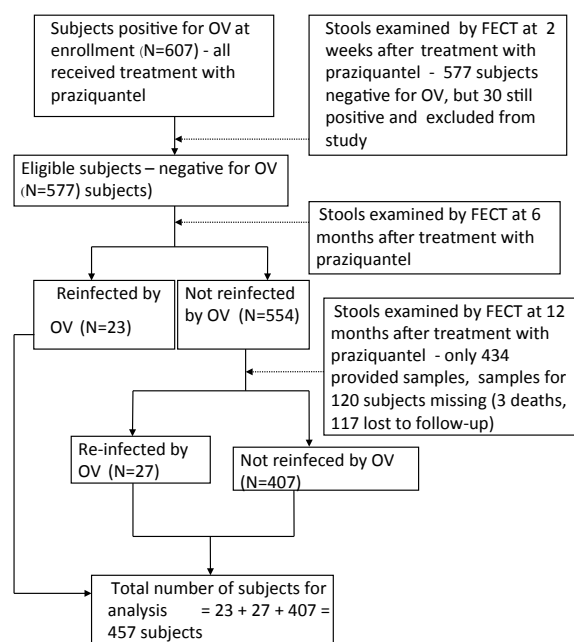 Subjects positive for OV at
enrollment (N=607) - all
received treatment with
praziquantel
Stools examined by FECT at 2
weeks after treatment with
praziquantel - 577 subjects
negative for OV, but 30 still
positive and excluded from
study
Eligible subjects – negative for OV
(N=577) subjects)
Stools examined by FECT at 6
months after treatment with
praziquantel
Reinfected by
OV (N=23)
Not reinfected
by OV (N=554)
Stools examined by FECT at 12
months after treatment with
praziquantel - only 434
provided samples, samples for
120 subjects missing (3 deaths,
117 lost to follow-up)
Re-infected by
OV (N=27)
Not reinfeced by OV
(N=407)
Total number of subjects for
analysis = 23 + 27 + 407 =
457 subjects